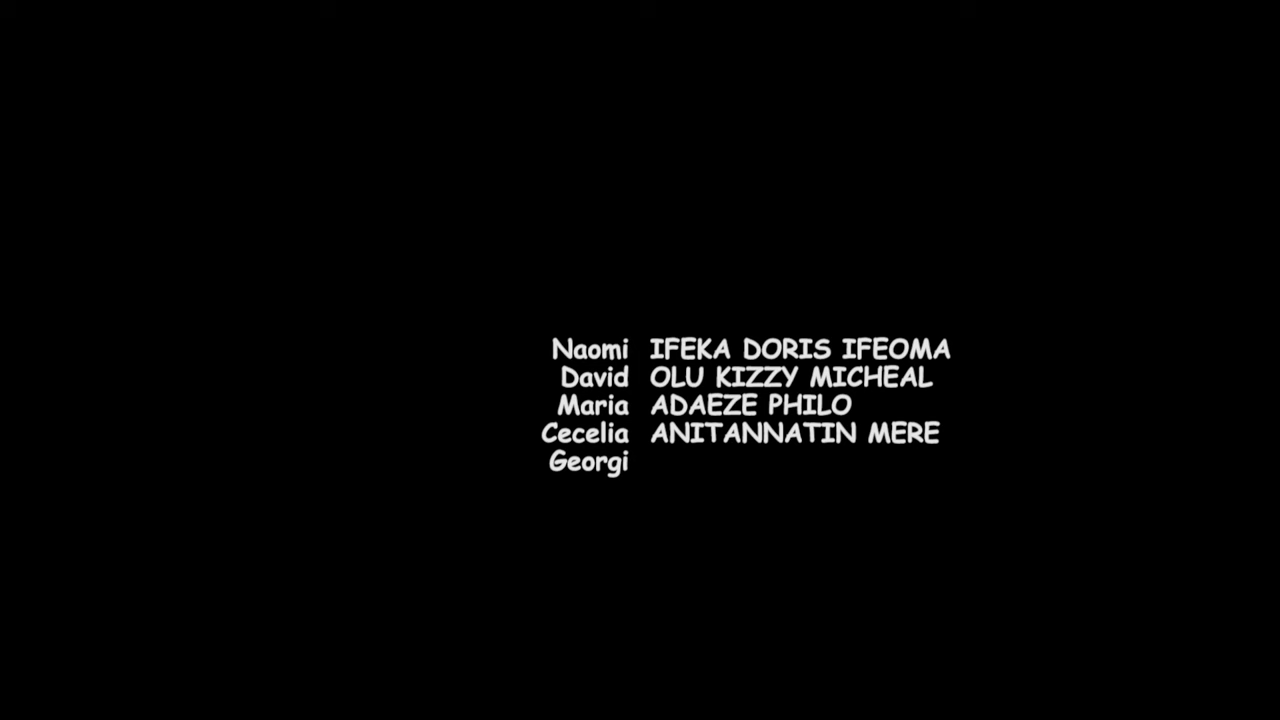 Naomi IFEKA DORIS IFEOMA
David OLU KIZZY MICHEAL
Maria ADAEZE PHILO
Cecelia ANITANNATIN MERE
Georgi